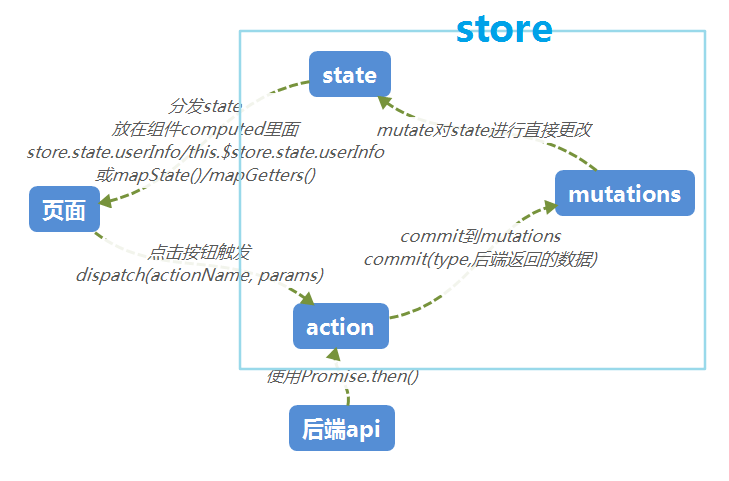 store
state
分发state
放在组件computed里面
store.state.userInfo/this.$store.state.userInfo
或mapState()/mapGetters()
mutate对state进行直接更改
页面
mutations
点击按钮触发
dispatch(actionName, params)
commit到mutations
commit(type,后端返回的数据)
action
使用Promise.then()
后端api